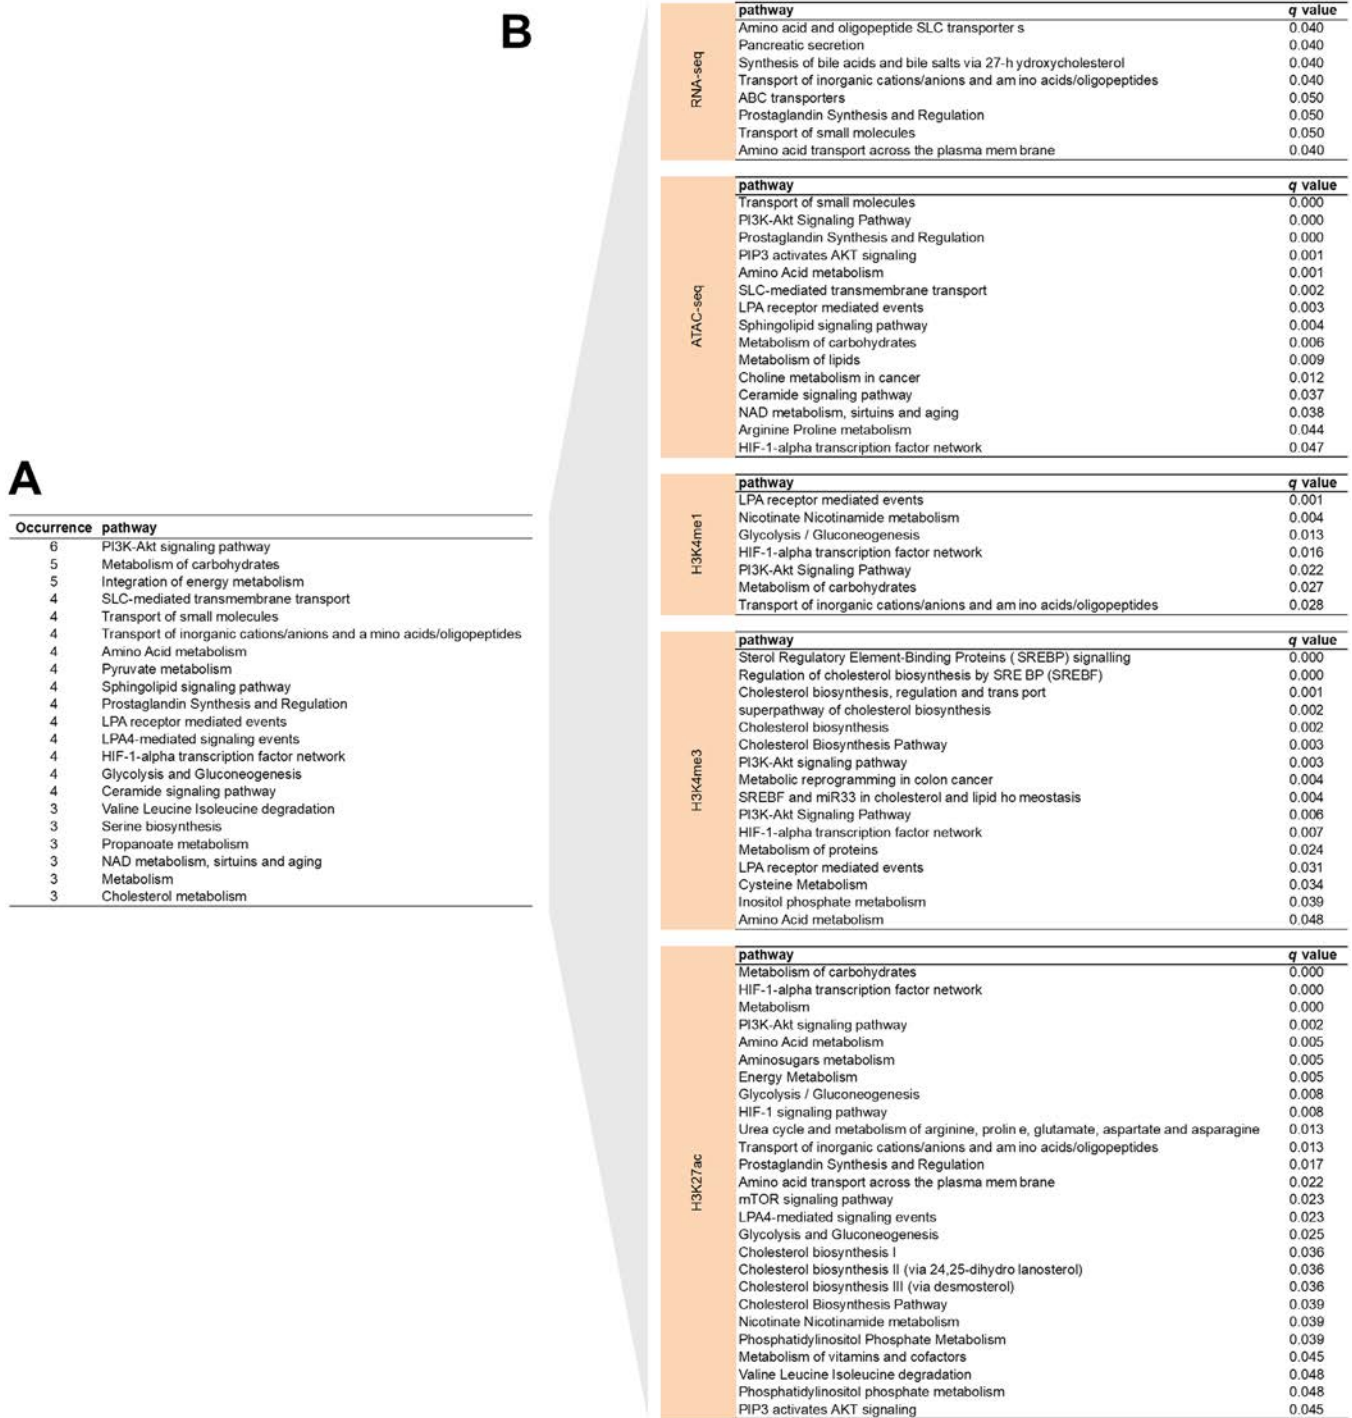 A
Occurrence pathway
6 PI3K-Akt signaling pathway
5 Metabolism of carbohydrates
5 Integration of energy metabolism
4 SLC-mediated transmembrane transport
4 Transport of small molecules
4 Transport of inorganic cations/anions and a mino acids/oligopeptides
4 Amino Acid metabolism
4 Pyruvate metabolism
4 Sphingolipid signaling pathway
4 Prostaglandin Synthesis and Regulation
4 LPA receptor mediated events
4 LPA4-mediated signaling events
4 HIF-1-alpha transcription factor network
4 Glycolysis and Gluconeogenesis
4 Ceramide signaling pathway
3 Valine Leucine Isoleucine degradation
3 Serine biosynthesis
3 Propanoate metabolism
3 NAD metabolism, sirtuins and aging
3 Metabolism
3 Cholesterol metabolism
B
RNA-seq
pathway q value
Amino acid and oligopeptide SLC transporter s 0.040
Pancreatic secretion 0.040
Synthesis of bile acids and bile salts via 27-h ydroxycholesterol 0.040
Transport of inorganic cations/anions and am ino acids/oligopeptides 0.040
ABC transporters 0.050
Prostaglandin Synthesis and Regulation 0.050
Transport of small molecules 0.050
Amino acid transport across the plasma mem brane 0.040
ATAC-seq
pathway q value
Transport of small molecules 0.000
PI3K-Akt Signaling Pathway 0.000
Prostaglandin Synthesis and Regulation 0.000
PIP3 activates AKT signaling 0.001
Amino Acid metabolism 0.001
SLC-mediated transmembrane transport 0.002
LPA receptor mediated events 0.003
Sphingolipid signaling pathway 0.004
Metabolism of carbohydrates 0.006
Metabolism of lipids 0.009
Choline metabolism in cancer 0.012
Ceramide signaling pathway 0.037
NAD metabolism, sirtuins and aging 0.038
Arginine Proline metabolism 0.044
HIF-1-alpha transcription factor network 0.047
H3K4me1
pathway q value
LPA receptor mediated events 0.001
Nicotinate Nicotinamide metabolism 0.004
Glycolysis / Gluconeogenesis 0.013
HIF-1-alpha transcription factor network 0.016
PI3K-Akt Signaling Pathway 0.022
Metabolism of carbohydrates 0.027
Transport of inorganic cations/anions and am ino acids/oligopeptides 0.028
H3K4me3
pathway q value
Sterol Regulatory Element-Binding Proteins ( SREBP) signalling 0.000
Regulation of cholesterol biosynthesis by SRE BP (SREBF) 0.000
Cholesterol biosynthesis, regulation and trans port 0.001
superpathway of cholesterol biosynthesis 0.002
Cholesterol biosynthesis 0.002
Cholesterol Biosynthesis Pathway 0.003
PI3K-Akt signaling pathway 0.003
Metabolic reprogramming in colon cancer 0.004
SREBF and miR33 in cholesterol and lipid ho meostasis 0.004
PI3K-Akt Signaling Pathway 0.006
HIF-1-alpha transcription factor network 0.007
Metabolism of proteins 0.024
LPA receptor mediated events 0.031
Cysteine Metabolism 0.034
Inositol phosphate metabolism 0.039
Amino Acid metabolism 0.048
H3K27ac
pathway q value
Metabolism of carbohydrates 0.000
HIF-1-alpha transcription factor network 0.000
Metabolism 0.000
PI3K-Akt signaling pathway 0.002
Amino Acid metabolism 0.005
Aminosugars metabolism 0.005
Energy Metabolism 0.005
Glycolysis / Gluconeogenesis 0.008
HIF-1 signaling pathway 0.008
Urea cycle and metabolism of arginine, prolin e, glutamate, aspartate and asparagine 0.013
Transport of inorganic cations/anions and am ino acids/oligopeptides 0.013
Prostaglandin Synthesis and Regulation 0.017
Amino acid transport across the plasma mem brane 0.022
mTOR signaling pathway 0.023
LPA4-mediated signaling events 0.023
Glycolysis and Gluconeogenesis 0.025
Cholesterol biosynthesis I 0.036
Cholesterol biosynthesis II (via 24,25-dihydro lanosterol) 0.036
Cholesterol biosynthesis III (via desmosterol) 0.036
Cholesterol Biosynthesis Pathway 0.039
Nicotinate Nicotinamide metabolism 0.039
Phosphatidylinositol Phosphate Metabolism 0.039
Metabolism of vitamins and cofactors 0.045
Valine Leucine Isoleucine degradation 0.048
Phosphatidylinositol phosphate metabolism 0.048
PIP3 activates AKT signaling 0.045